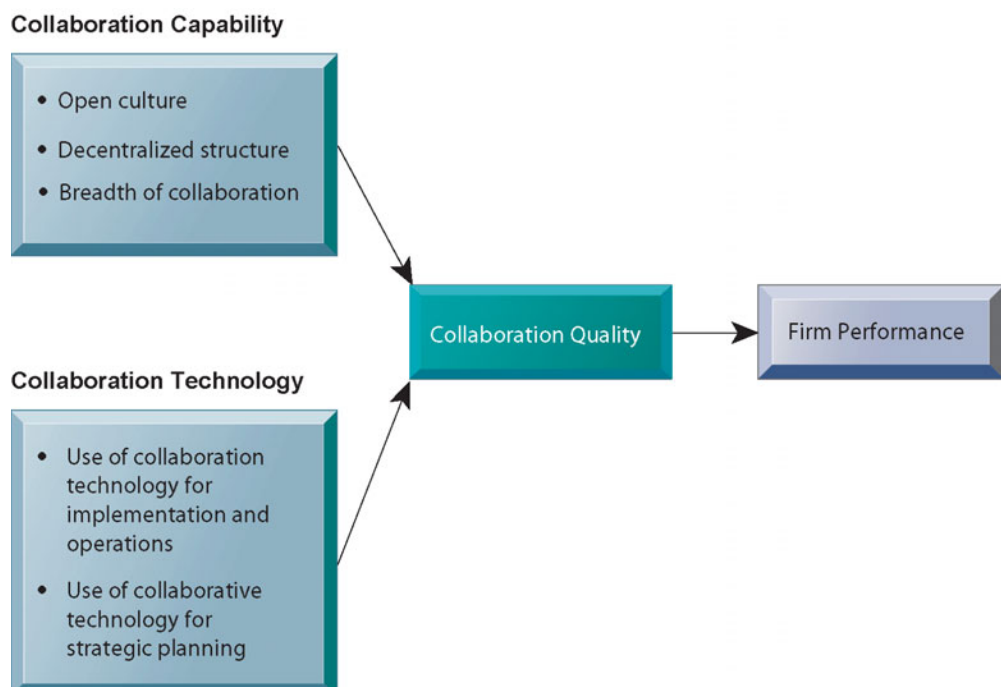 Collaboration Capability
• Open culture
• Decentralized structure
• Breadth of collaboration
Collaboration Quality
Firm Performance
Collaboration Technology
• Use of collaboration
technology for
implementation and
operations
• Use of collaborative
technology for
strategic planning